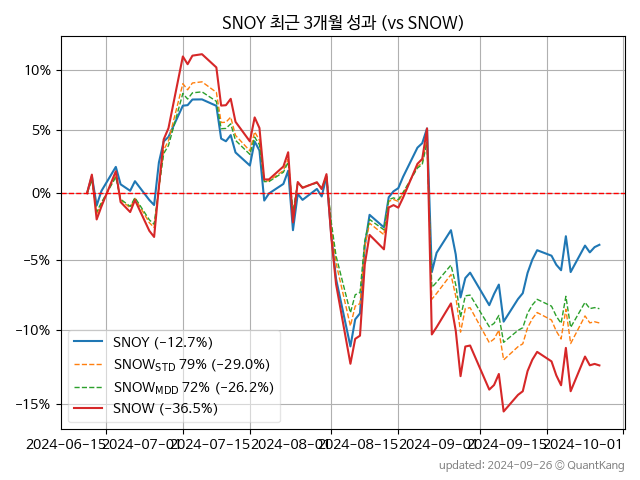 SNOY 최근 3개월 성과 (vs SNOW)
10%
5%
0%
−5%
−10%
−15%
SNOY (−12.7%)
SNOW_STD 79% (−29.0%)
SNOW_MDD 72% (−26.2%)
SNOW (−36.5%)
2024-06-15 2024-07-01 2024-07-15 2024-08-01 2024-08-15 2024-09-01 2024-09-15 2024-10-01
updated: 2024-09-26 © QuantKang